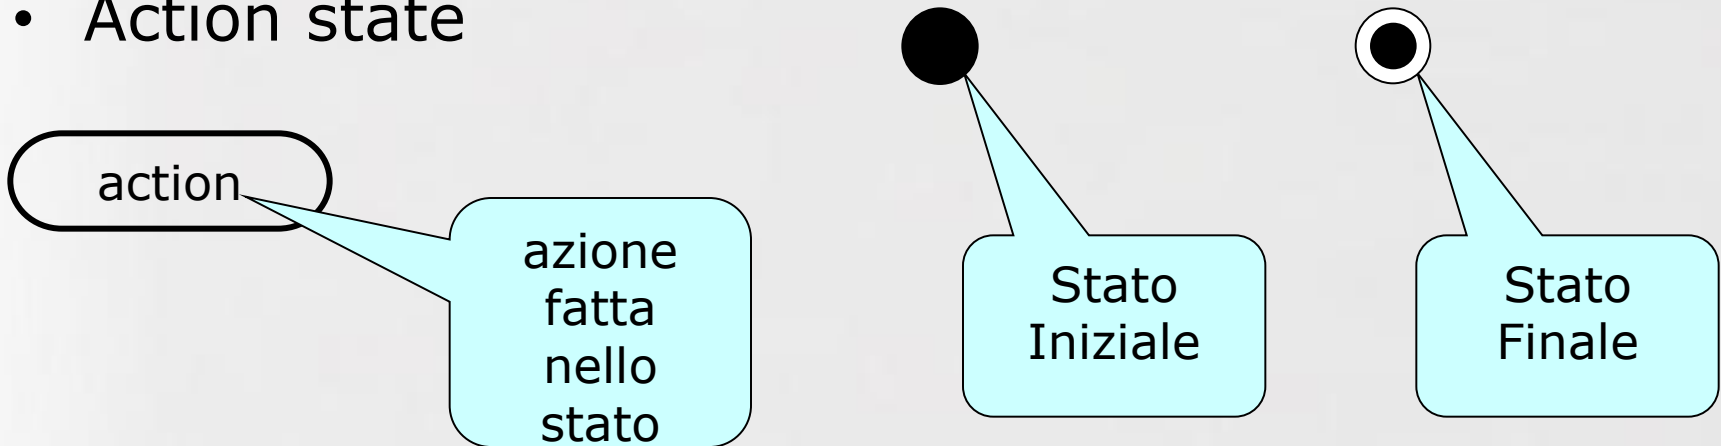 • Action state
action
azione
fatta
nello
stato
Stato
Iniziale
Stato
Finale